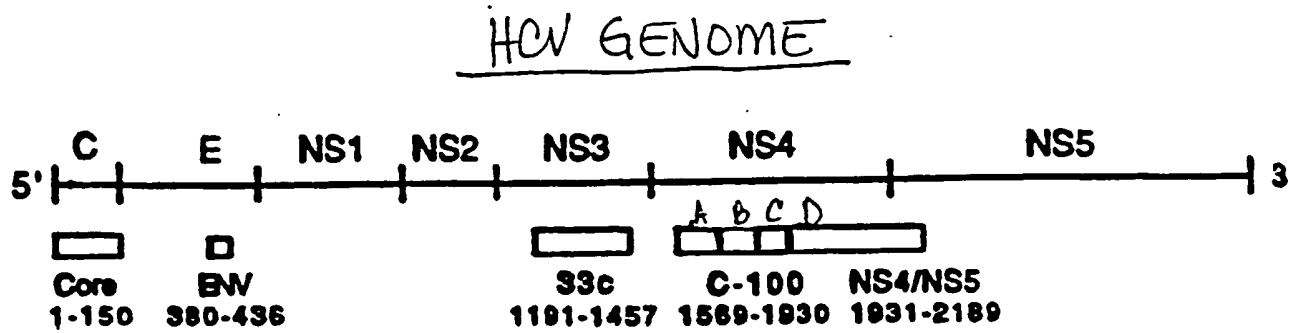 HCV GENOME
C E NS1 NS2 NS3 NS4 NS5
5' 3
A B C D
Core ENV 33c C-100 NS4/NS5
1-150 380-436 1191-1457 1569-1930 1931-2189